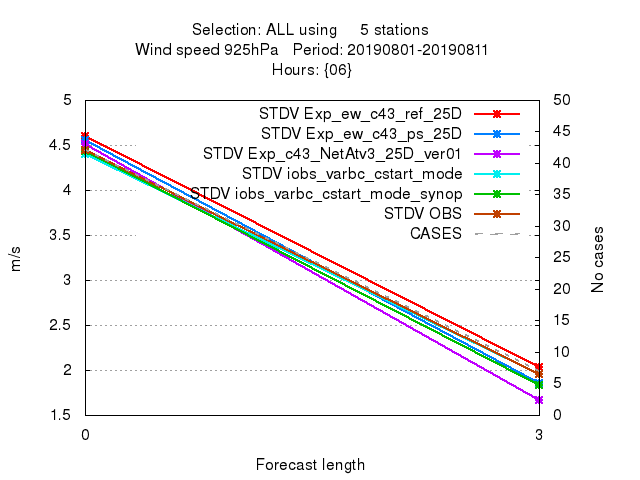 Selection: ALL using 5 stations
Wind speed 925hPa Period: 20190801-20190811
Hours: {06}
STDV Exp_ew_c43_ref_25D
STDV Exp_ew_c43_ps_25D
STDV Exp_c43_NetAtv3_25D_ver01
STDV iobs_varbc_cstart_mode
STDV iobs_varbc_cstart_mode_synop
STDV OBS
CASES
5
4.5
4
3.5
3
2.5
2
1.5
m/s
50
45
40
35
30
25
20
15
10
5
0
No cases
0 3
Forecast length